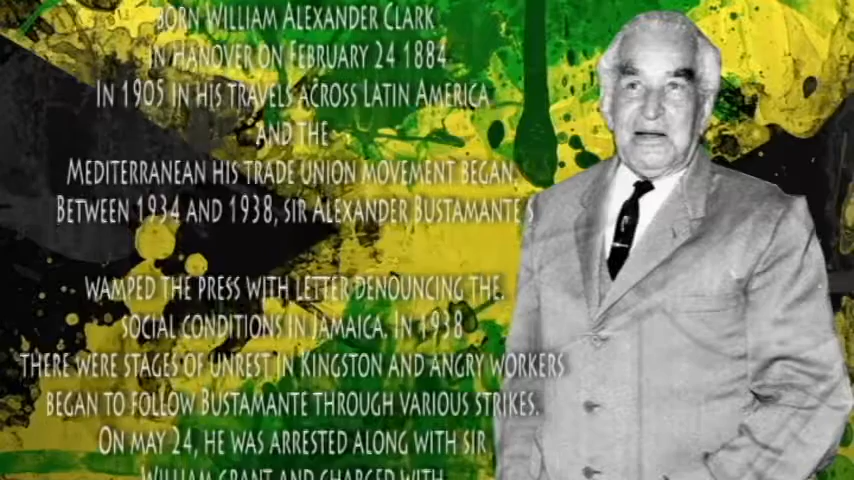 BORN WILLIAM ALEXANDER CLARK
IN HANOVER ON FEBRUARY 24 1884
IN 1905 IN HIS TRAVELS ACROSS LATIN AMERICA
AND THE
MEDITERRANEAN HIS TRADE UNION MOVEMENT BEGAN.
BETWEEN 1934 AND 1938, SIR ALEXANDER BUSTAMANTE S
WAMPED THE PRESS WITH LETTER DENOUNCING THE.
SOCIAL CONDITIONS IN JAMAICA. IN 1938
THERE WERE STAGES OF UNREST IN KINGSTON AND ANGRY WORKERS
BEGAN TO FOLLOW BUSTAMANTE THROUGH VARIOUS STRIKES.
ON MAY 24, HE WAS ARRESTED ALONG WITH SIR
WILLIAM GRANT AND CHARGED WITH